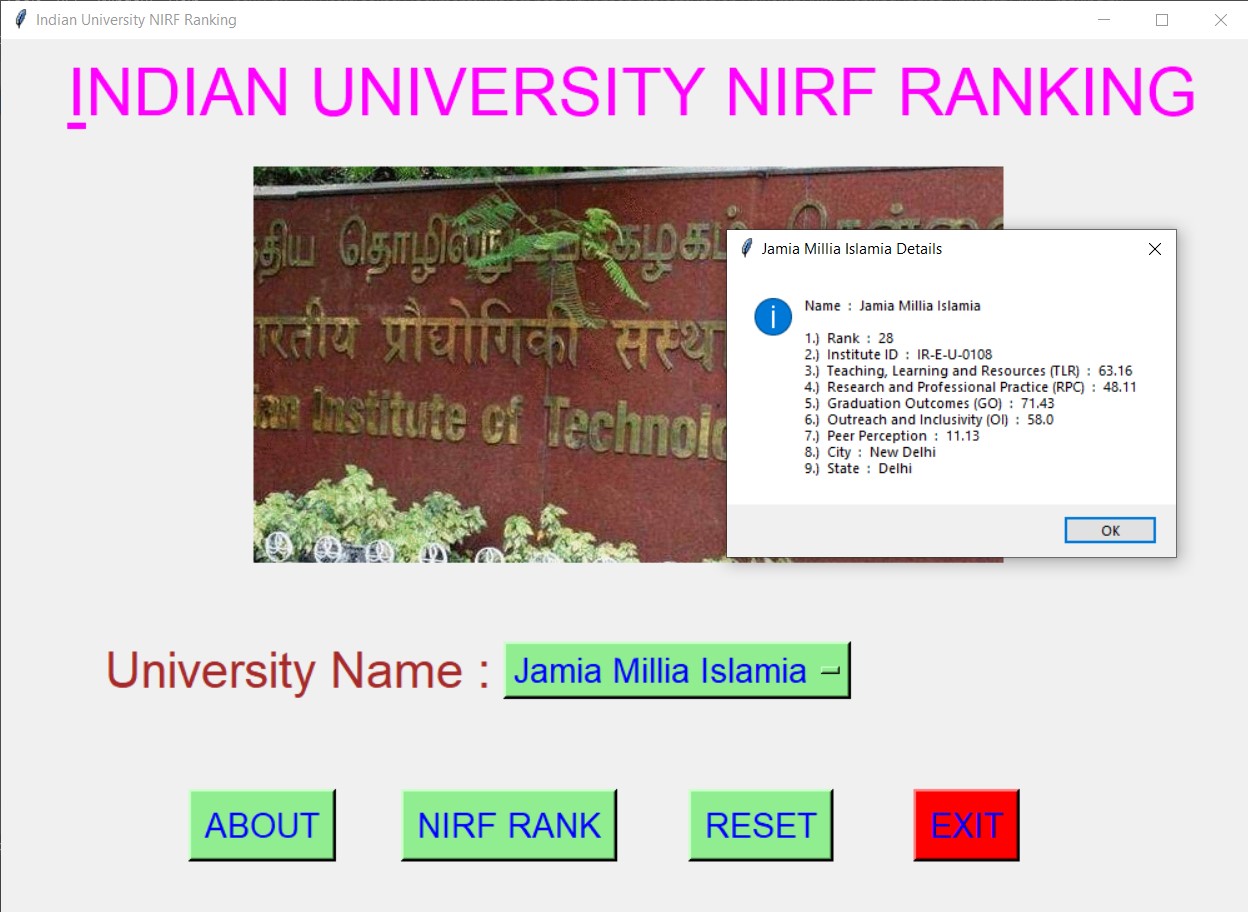 Indian University NIRF Ranking
INDIAN UNIVERSITY NIRF RANKING
தொழில்
भारतीय प्रौद्योगिकी संस्थ
Institute of Technolo
Jamia Millia Islamia Details
Name : Jamia Millia Islamia
1.) Rank : 28
2.) Institute ID : IR-E-U-0108
3.) Teaching, Learning and Resources (TLR) : 63.16
4.) Research and Professional Practice (RPC) : 48.11
5.) Graduation Outcomes (GO) : 71.43
6.) Outreach and Inclusivity (OI) : 58.0
7.) Peer Perception : 11.13
8.) City : New Delhi
9.) State : Delhi
OK
University Name : Jamia Millia Islamia
ABOUT NIRF RANK RESET EXIT